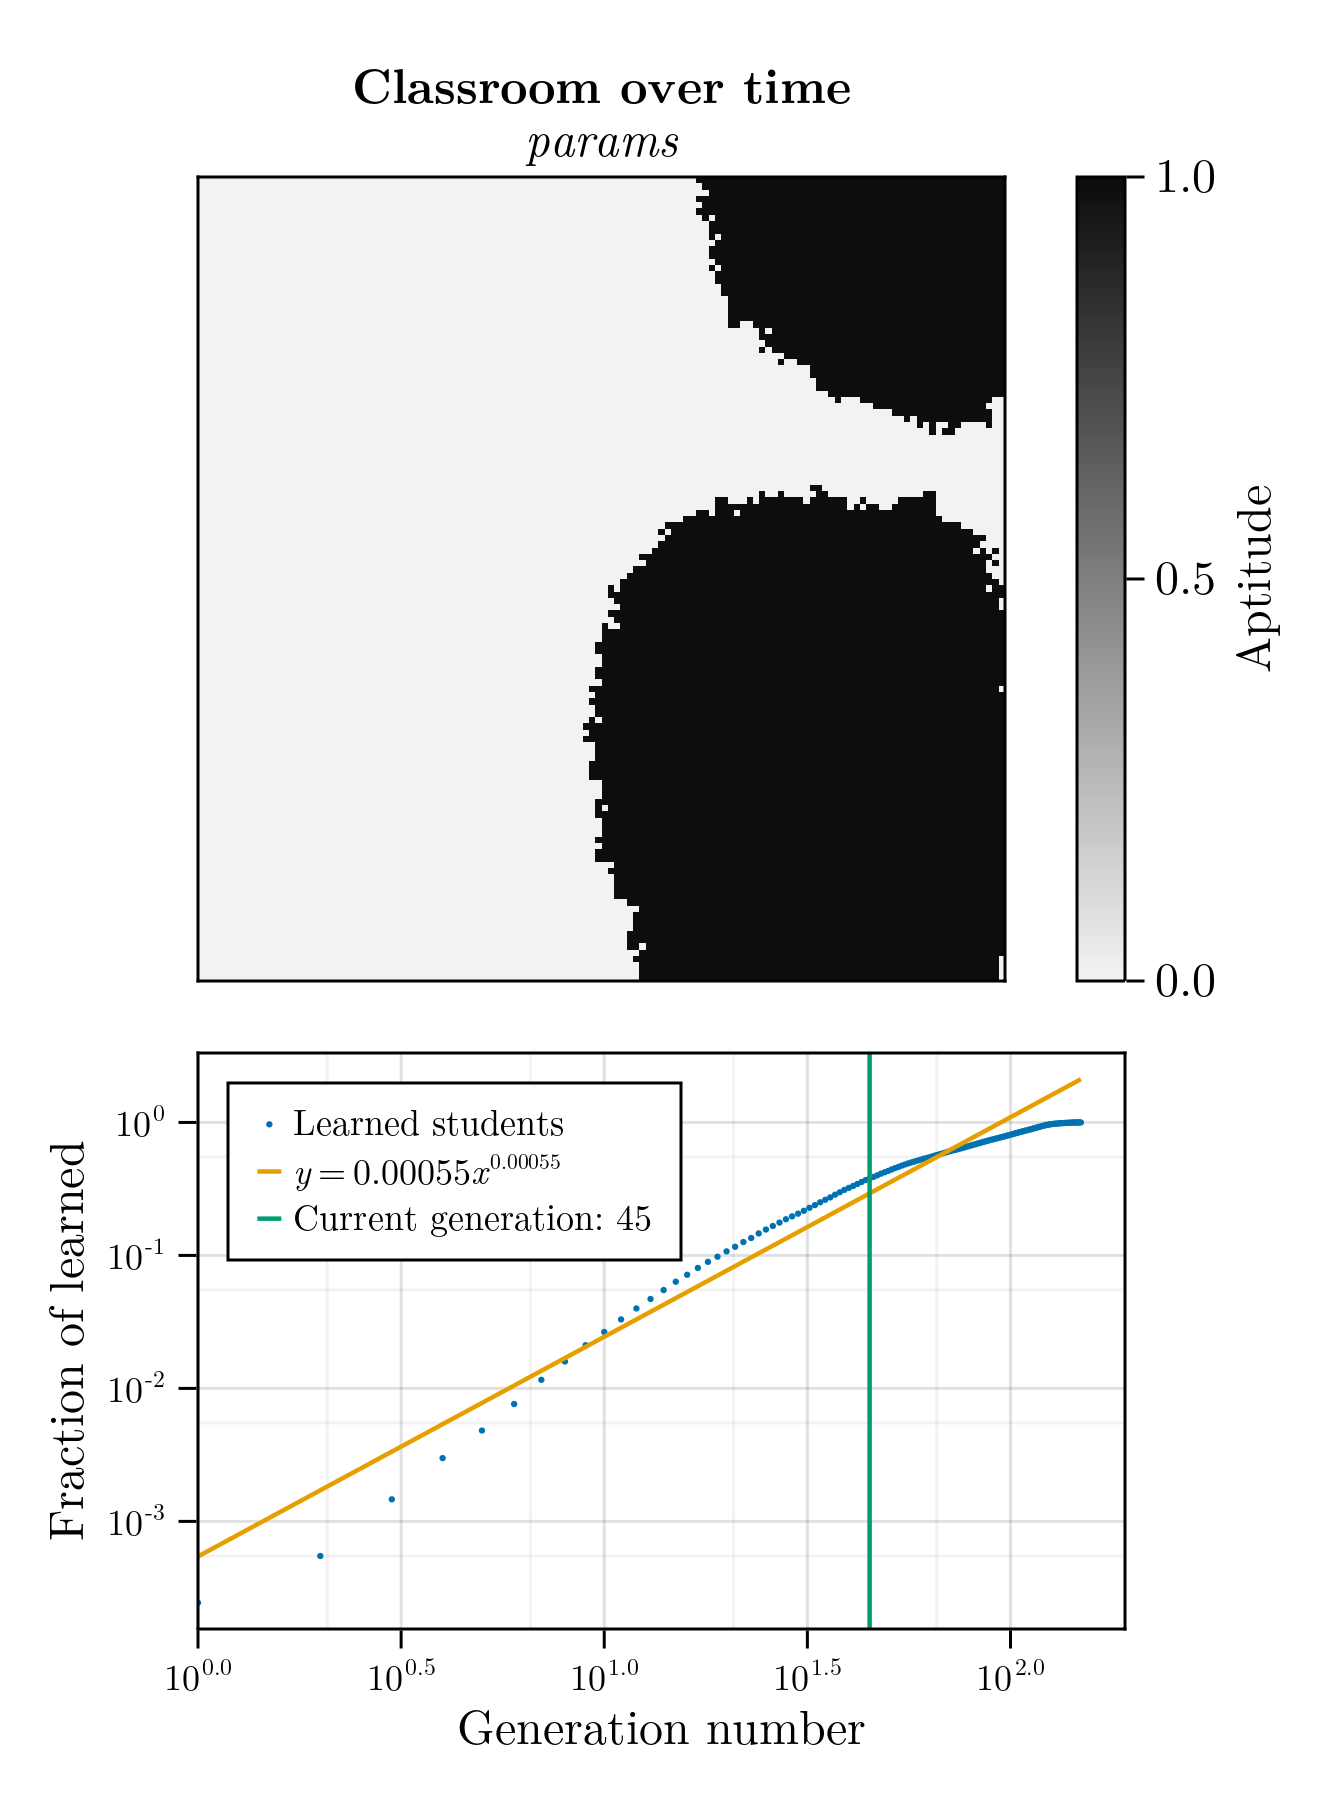 Classroom over time
params
1.0
0.5
0.0
Aptitude
Learned students
y = 0.00055x^0.00055
Current generation: 45
10^0
10^-1
10^-2
10^-3
Fraction of learned
10^0.0 10^0.5 10^1.0 10^1.5 10^2.0
Generation number